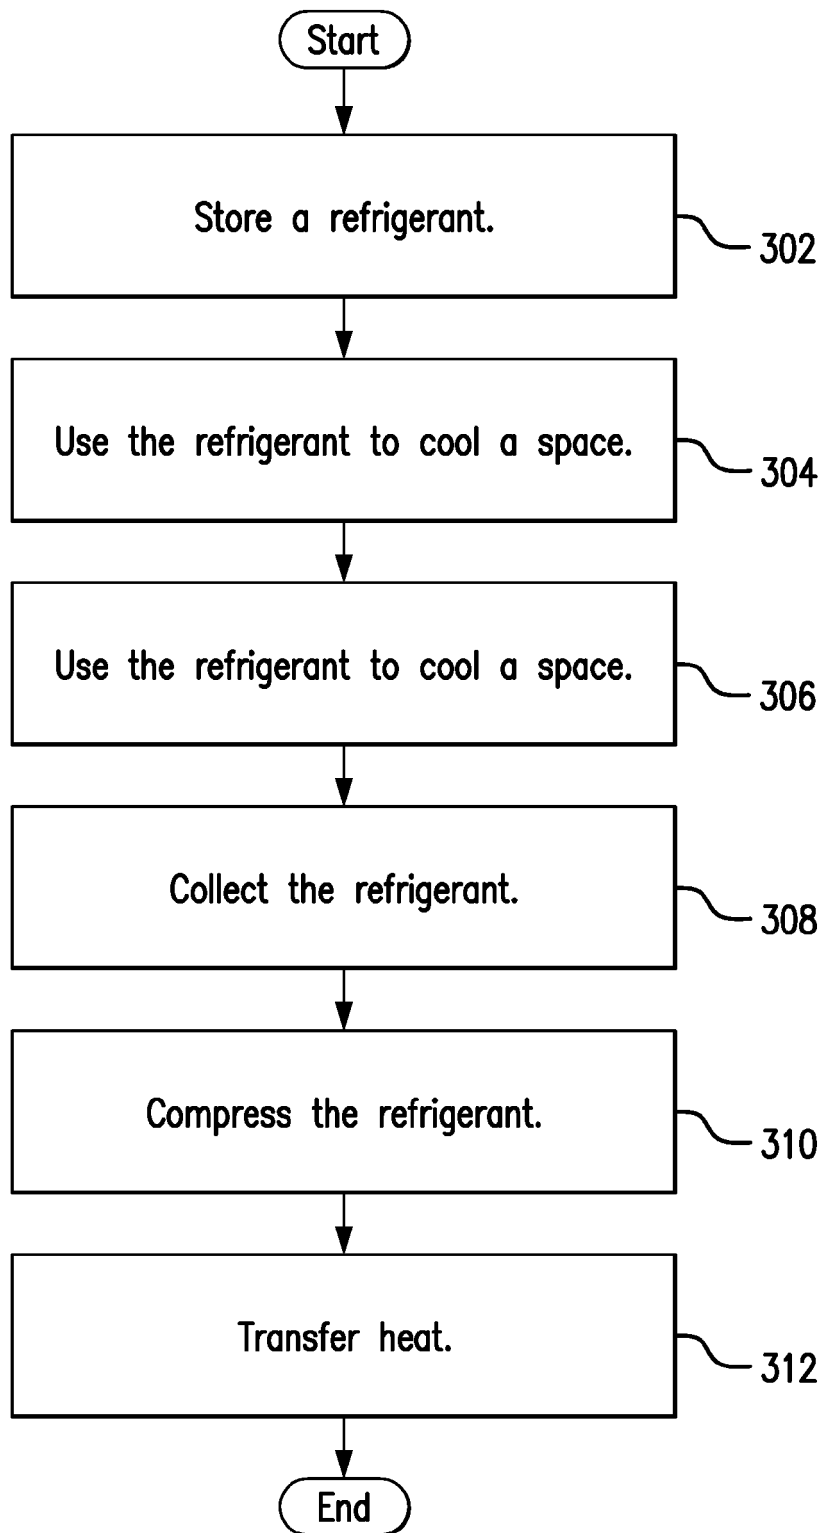 Start
Store a refrigerant.
302
Use the refrigerant to cool a space.
304
Use the refrigerant to cool a space.
306
Collect the refrigerant.
308
Compress the refrigerant.
310
Transfer heat.
312
End